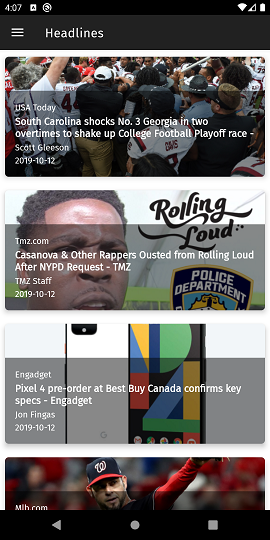 4:07
Headlines
USA Today
South Carolina shocks No. 3 Georgia in two
overtimes to shake up College Football Playoff race -
Scott Gleeson
2019-10-12
Rolling
Loud
POLICE
DEPARTMENT
Tmz.com
Casanova & Other Rappers Ousted from Rolling Loud
After NYPD Request - TMZ
TMZ Staff
2019-10-12
Engadget
Pixel 4 pre-order at Best Buy Canada confirms key
specs - Engadget
Jon Fingas
2019-10-12
W
Mlb.com